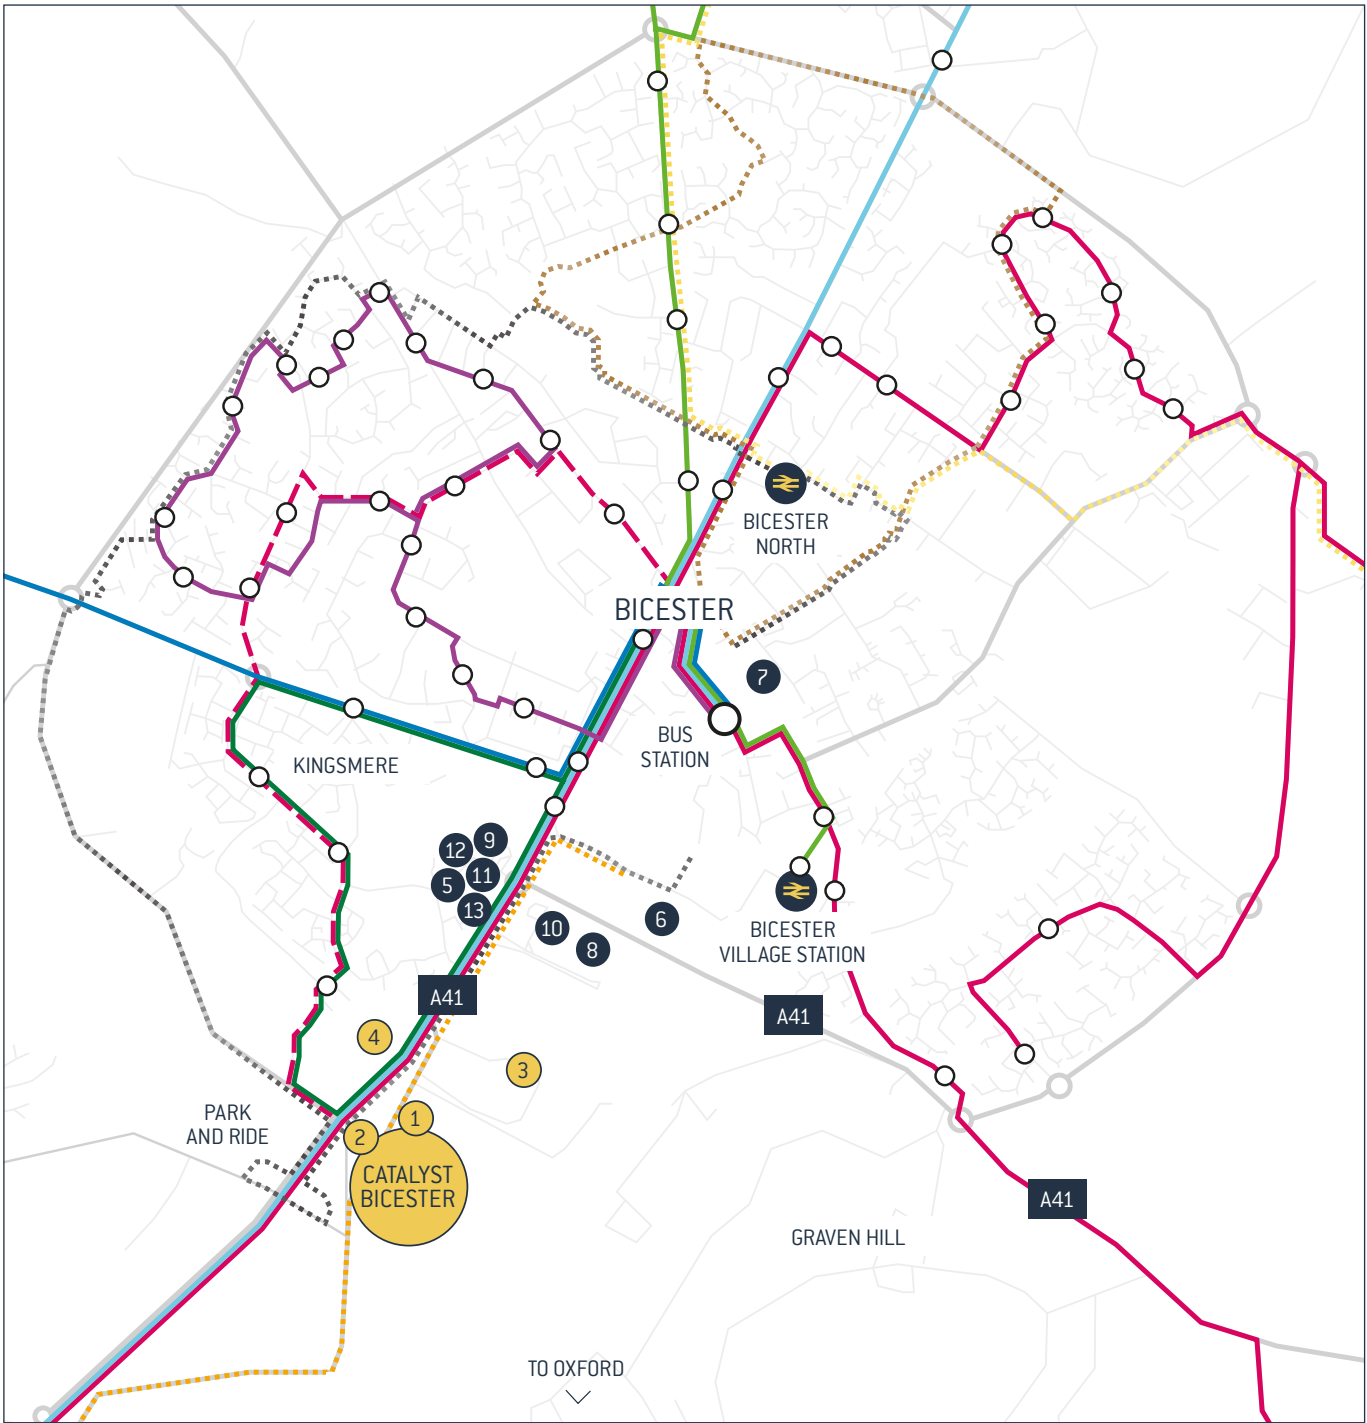 BICESTER
NORTH
BICESTER
7
BUS
STATION
KINGSMERE
12
9
11
5
13
10
8
6
BICESTER
VILLAGE STATION
A41
A41
4
3
PARK
AND RIDE
1
2
CATALYST
BICESTER
A41
GRAVEN HILL
TO OXFORD